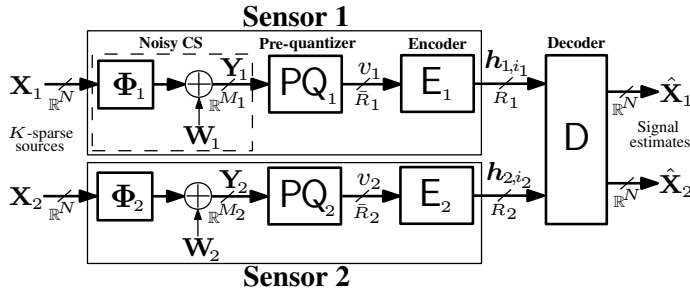 Sensor 1
Noisy CS Pre-quantizer Encoder Decoder
X₁ ℝᴺ Φ₁ ⊕ Y₁ ℝᴹ¹ PQ₁ v₁ R̄₁ E₁ h₁,ᵢ₁ R₁
W₁
K-sparse sources
D
ℝᴺ X̂₁
Signal estimates
ℝᴺ X̂₂
X₂ ℝᴺ Φ₂ ⊕ Y₂ ℝᴹ² PQ₂ v₂ R̄₂ E₂ h₂,ᵢ₂ R₂
W₂
Sensor 2